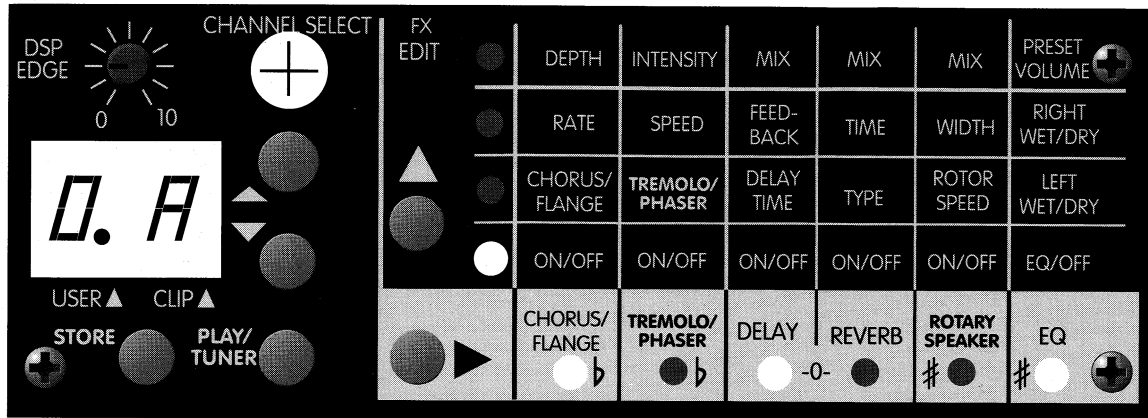 CHANNEL SELECT
DSP
EDGE
0 10
0. A
USER CLIP
STORE
PLAY/
TUNER
FX
EDIT
DEPTH INTENSITY MIX MIX MIX PRESET
VOLUME
RATE SPEED FEED-
BACK TIME WIDTH RIGHT
WET/DRY
CHORUS/
FLANGE TREMOLO/
PHASER DELAY
TIME TYPE ROTOR
SPEED LEFT
WET/DRY
ON/OFF ON/OFF ON/OFF ON/OFF ON/OFF EQ/OFF
CHORUS/
FLANGE TREMOLO/
PHASER DELAY REVERB ROTARY
SPEAKER EQ
♭ ♭ -0- ♯ ♯